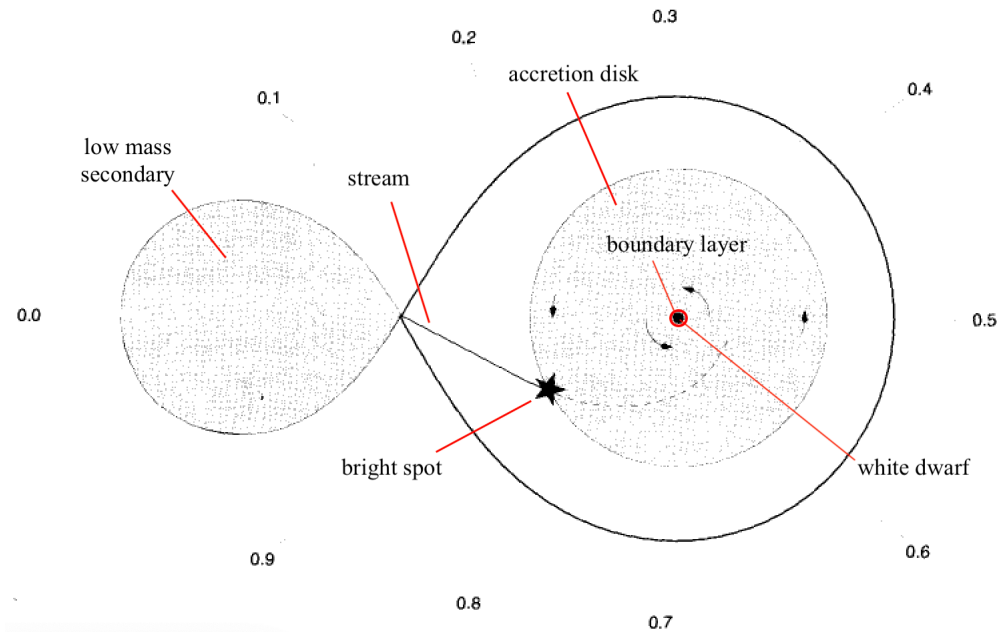 0.3
0.2
accretion disk
0.4
0.1
low mass
secondary
stream
boundary layer
0.0
0.5
bright spot
white dwarf
0.9
0.6
0.8
0.7